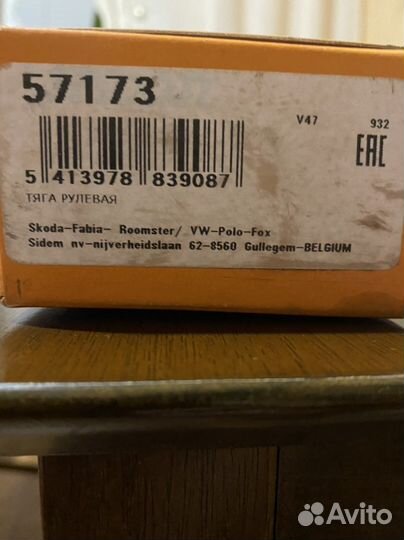 57173
V47
932
EAC
5 413978 839087
ТЯГА РУЛЕВАЯ
Skoda-Fabia- Roomster/ VW-Polo-Fox
Sidem nv-nijverheidslaan 62-8560 Gullegem-BELGIUM
Avito